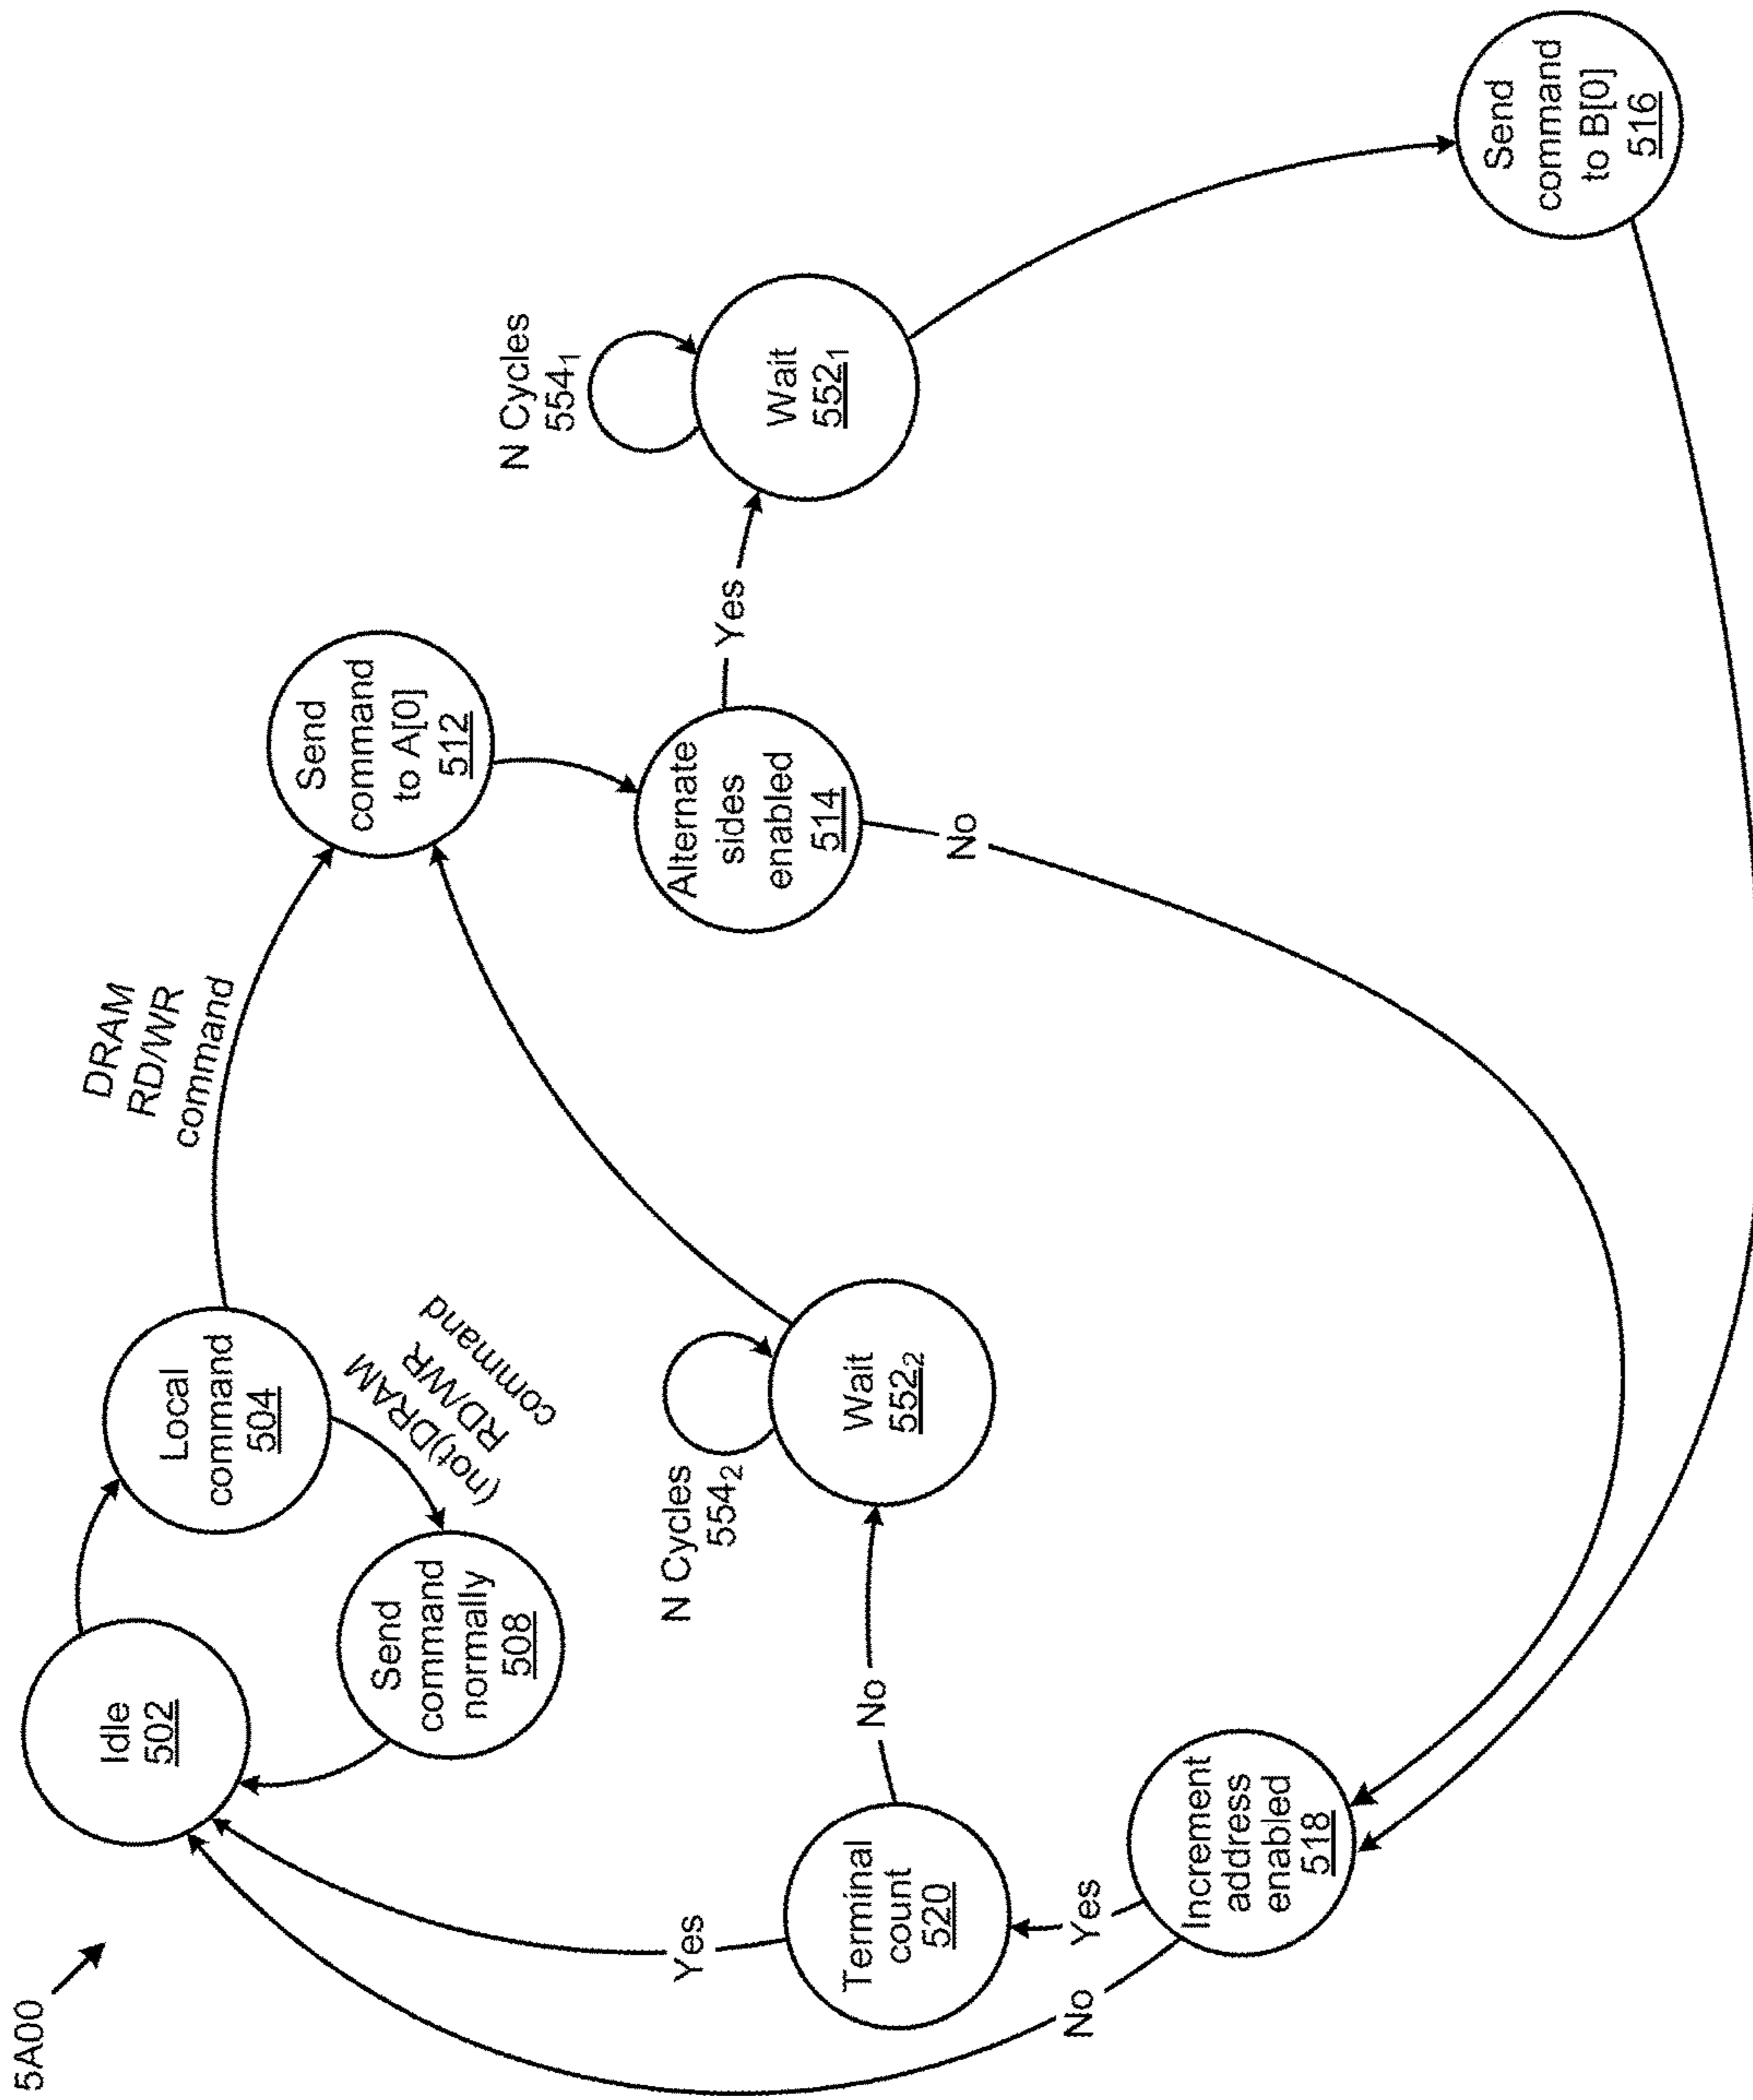 5A00
Idle
502
Local
command
504
DRAM
RD/WR
command
(not)DRAM
RD/WR
command
Send
command
normally
508
Send
command
to A[0]
512
Alternate
sides
enabled
514
Yes
No
N Cycles
554₁
Wait
552₁
Send
command
to B[0]
516
N Cycles
554₂
Wait
552₂
No
Yes
Terminal
count
520
Yes
No
Increment
address
enabled
518